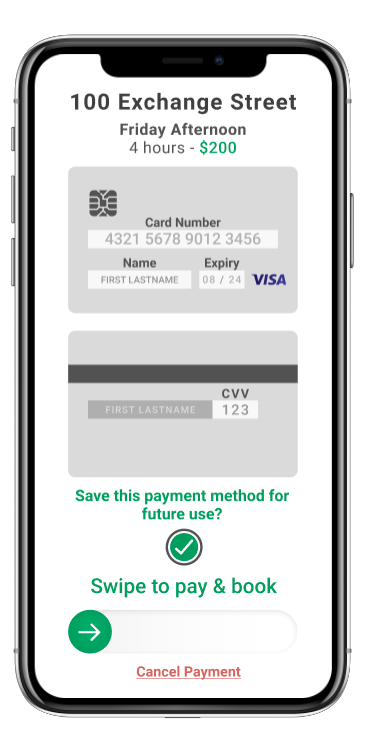 100 Exchange Street
Friday Afternoon
4 hours - $200
Card Number
4321 5678 9012 3456
Name Expiry
FIRST LASTNAME 08 / 24 VISA
CVV
FIRST LASTNAME 123
Save this payment method for
future use?
Swipe to pay & book
Cancel Payment